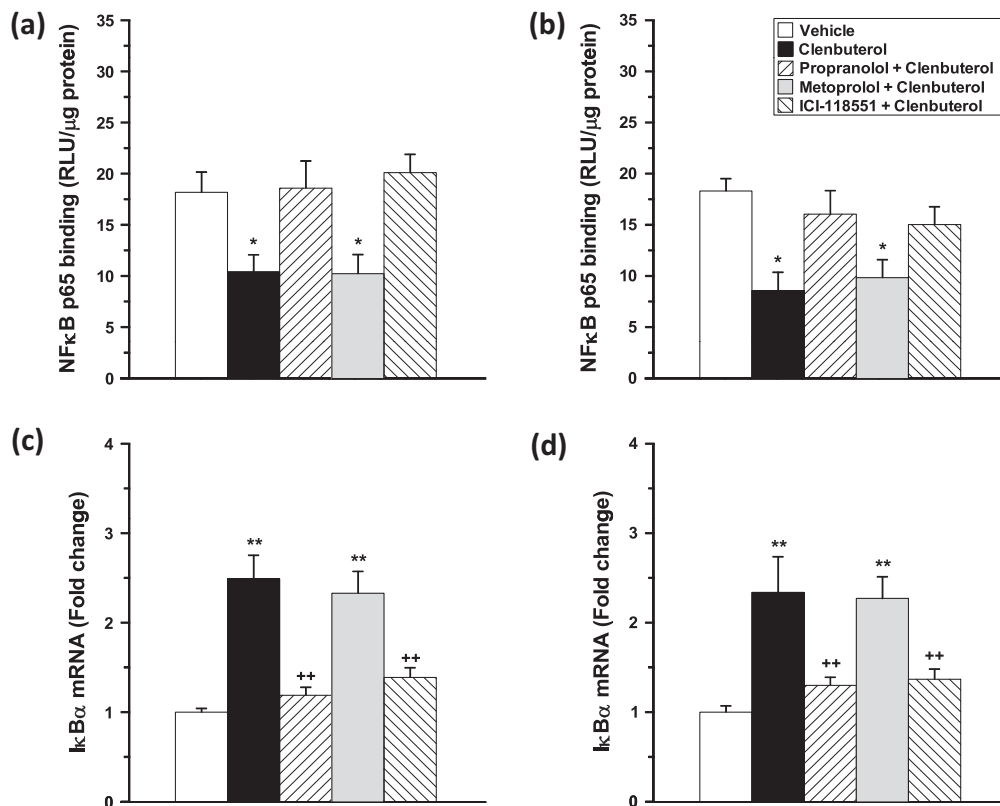 (a)
NFκB p65 binding (RLU/μg protein)
35
30
25
20
15
10
5
0
*
*
(b)
NFκB p65 binding (RLU/μg protein)
35
30
25
20
15
10
5
0
*
*
Vehicle
Clenbuterol
Propranolol + Clenbuterol
Metoprolol + Clenbuterol
ICI-118551 + Clenbuterol
(c)
IκBα mRNA (Fold change)
4
3
2
1
0
**
++
**
++
(d)
IκBα mRNA (Fold change)
4
3
2
1
0
**
++
**
++